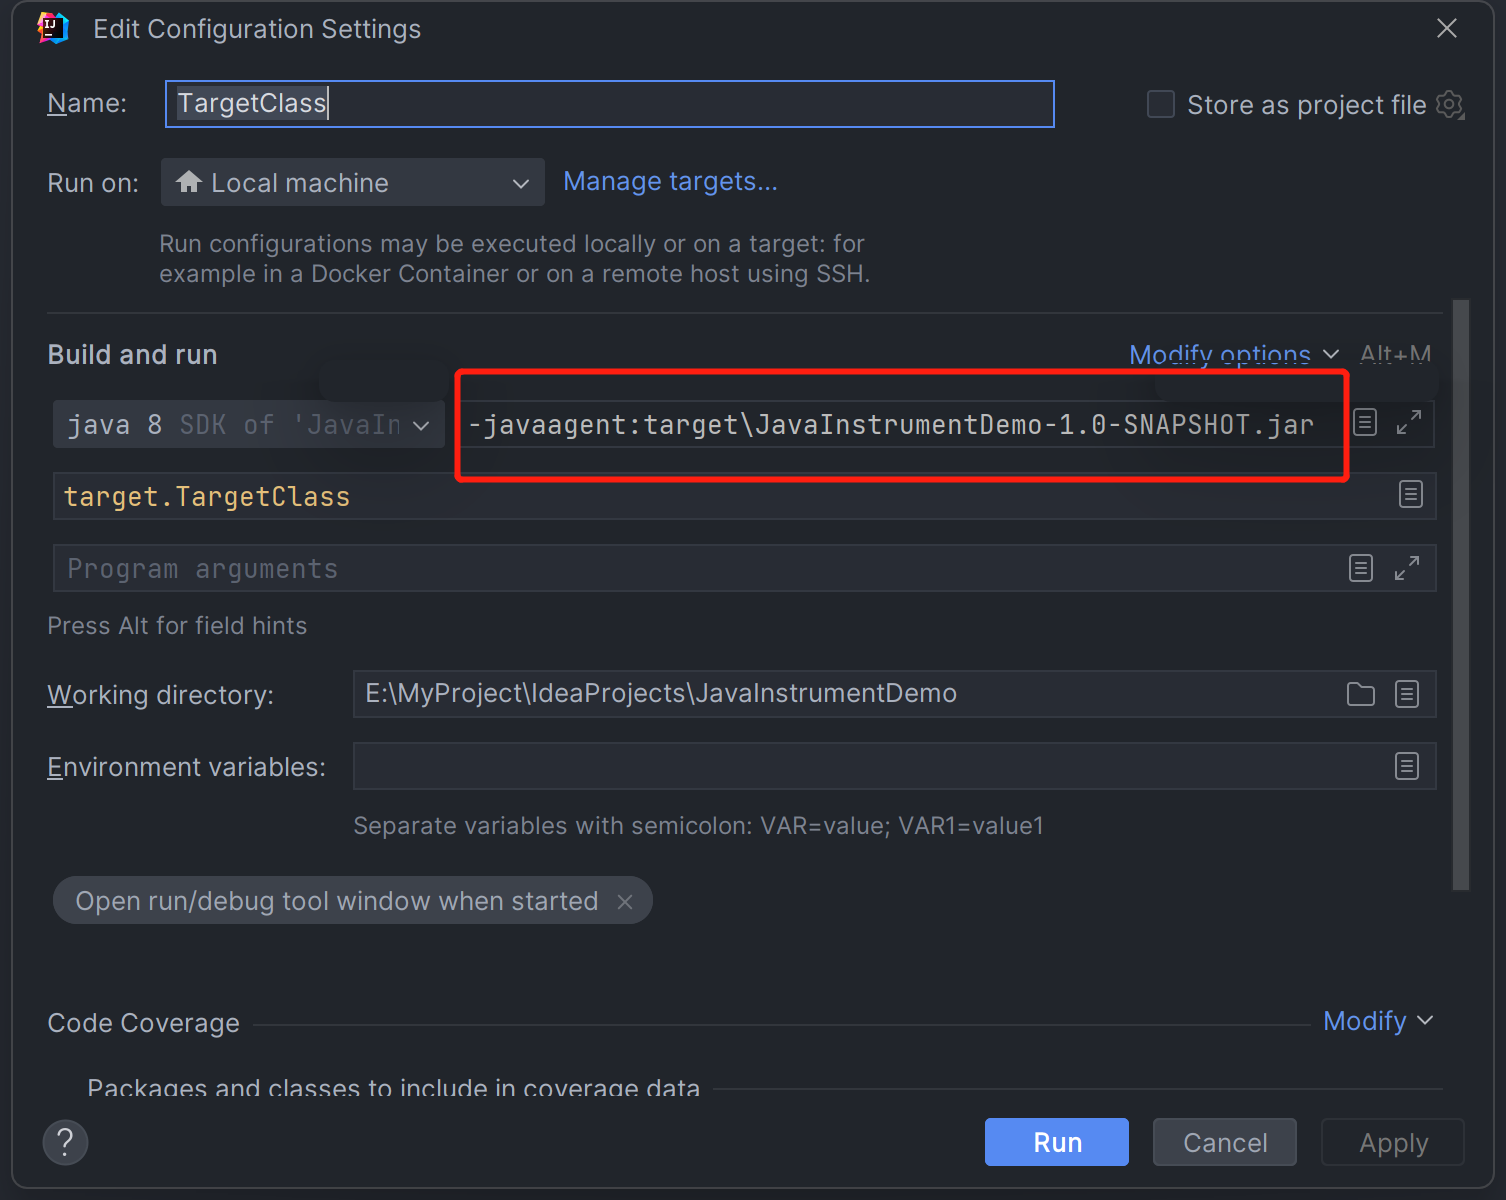 Edit Configuration Settings
Name: TargetClass Store as project file
Run on: Local machine Manage targets...
Run configurations may be executed locally or on a target: for
example in a Docker Container or on a remote host using SSH.
Build and run Modify options Alt+M
java 8 SDK of 'JavaIn -javaagent:target\JavaInstrumentDemo-1.0-SNAPSHOT.jar
target.TargetClass
Program arguments
Press Alt for field hints
Working directory: E:\MyProject\IdeaProjects\JavaInstrumentDemo
Environment variables:
Separate variables with semicolon: VAR=value; VAR1=value1
Open run/debug tool window when started
Code Coverage Modify
Packages and classes to include in coverage data
? Run Cancel Apply